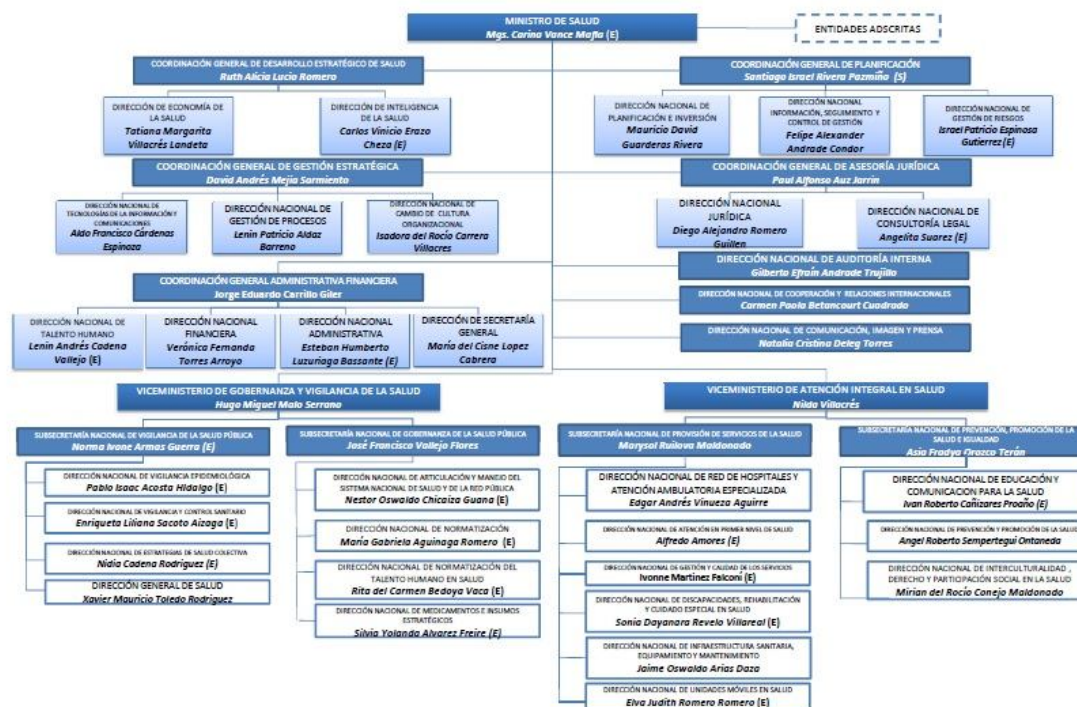 MINISTRO DE SALUD
Mgs. Carina Vance Mafla (E)
ENTIDADES ADSCRITAS
COORDINACIÓN GENERAL DE DESARROLLO ESTRATÉGICO DE SALUD
Ruth Alicia Lucio Romero
COORDINACIÓN GENERAL DE PLANIFICACIÓN
Santiago Israel Rivera Pazmiño (S)
DIRECCIÓN DE ECONOMÍA DE
LA SALUD
Tatiana Margarita
Villacrés Landeta
DIRECCIÓN DE INTELIGENCIA
DE LA SALUD
Carlos Vinicio Erazo
Cheza (E)
DIRECCIÓN NACIONAL DE
PLANIFICACIÓN E INVERSIÓN
Mauricio David
Guarderas Rivera
DIRECCIÓN NACIONAL
INFORMACIÓN, SEGUIMIENTO Y
CONTROL DE GESTIÓN
Felipe Alexander
Andrade Condor
DIRECCIÓN NACIONAL DE
GESTIÓN DE RIESGOS
Israel Patricio Espinosa
Gutierrez (E)
COORDINACIÓN GENERAL DE GESTIÓN ESTRATÉGICA
David Andrés Mejia Sarmiento
COORDINACIÓN GENERAL DE ASESORÍA JURÍDICA
Paul Alfonso Auz Jarrin
DIRECCIÓN NACIONAL DE
TECNOLOGÍAS DE LA INFORMACIÓN Y
COMUNICACIONES
Aldo Francisco Cárdenas
Espinoza
DIRECCIÓN NACIONAL DE
GESTIÓN DE PROCESOS
Lenin Patricio Aldaz
Barreno
DIRECCIÓN NACIONAL DE
CAMBIO DE CULTURA
ORGANIZACIONAL
Isadora del Rocío Carrera
Villacres
DIRECCIÓN NACIONAL
JURÍDICA
Diego Alejandro Romero
Guillen
DIRECCIÓN NACIONAL DE
CONSULTORÍA LEGAL
Angelita Suarez (E)
DIRECCIÓN NACIONAL DE AUDITORÍA INTERNA
Gilberto Efraín Andrade Trujillo
COORDINACIÓN GENERAL ADMINISTRATIVA FINANCIERA
Jorge Eduardo Carrillo Giler
DIRECCIÓN NACIONAL DE COOPERACIÓN Y RELACIONES INTERNACIONALES
Carmen Paola Betancourt Cuadrado
DIRECCIÓN NACIONAL DE
TALENTO HUMANO
Lenin Andrés Cadena
Vallejo (E)
DIRECCIÓN NACIONAL
FINANCIERA
Verónica Fernanda
Torres Arroyo
DIRECCIÓN NACIONAL
ADMINISTRATIVA
Esteban Humberto
Luzuriaga Bassante (E)
DIRECCIÓN DE SECRETARÍA
GENERAL
María del Cisne Lopez
Cabrera
DIRECCIÓN NACIONAL DE COMUNICACIÓN, IMAGEN Y PRENSA
Natalia Cristina Deleg Torres
VICEMINISTERIO DE GOBERNANZA Y VIGILANCIA DE LA SALUD
Hugo Miguel Malo Serrano
VICEMINISTERIO DE ATENCIÓN INTEGRAL EN SALUD
Nilda Villacrés
SUBSECRETARÍA NACIONAL DE VIGILANCIA DE LA SALUD PÚBLICA
Norma Ivone Armas Guerra (E)
SUBSECRETARÍA NACIONAL DE GOBERNANZA DE LA SALUD PÚBLICA
José Francisco Vallejo Flores
SUBSECRETARÍA NACIONAL DE PROVISIÓN DE SERVICIOS DE LA SALUD
Marysol Ruilova Maldonado
SUBSECRETARÍA NACIONAL DE PREVENCIÓN, PROMOCIÓN DE LA
SALUD E IGUALDAD
Asia Fradya Orozco Terán
DIRECCIÓN NACIONAL DE VIGILANCIA EPIDEMIOLÓGICA
Pablo Isaac Acosta Hidalgo (E)
DIRECCIÓN NACIONAL DE VIGILANCIA Y CONTROL SANITARIO
Enriqueta Liliana Sacoto Aizaga (E)
DIRECCIÓN NACIONAL DE ESTRATEGIAS DE SALUD COLECTIVA
Nidia Cadena Rodriguez (E)
DIRECCIÓN GENERAL DE SALUD
Xavier Mauricio Toledo Rodriguez
DIRECCIÓN NACIONAL DE ARTICULACIÓN Y MANEJO DEL
SISTEMA NACIONAL DE SALUD Y DE LA RED PÚBLICA
Nestor Oswaldo Chicaiza Guana (E)
DIRECCIÓN NACIONAL DE NORMATIZACIÓN
María Gabriela Aguinaga Romero (E)
DIRECCIÓN NACIONAL DE NORMATIZACIÓN DEL
TALENTO HUMANO EN SALUD
Rita del Carmen Bedoya Vaca (E)
DIRECCIÓN NACIONAL DE MEDICAMENTOS E INSUMOS
ESTRATÉGICOS
Silvia Yolanda Alvarez Freire (E)
DIRECCIÓN NACIONAL DE RED DE HOSPITALES Y
ATENCIÓN AMBULATORIA ESPECIALIZADA
Edgar Andrés Vinueza Aguirre
DIRECCIÓN NACIONAL DE ATENCIÓN EN PRIMER NIVEL DE SALUD
Alfredo Amores (E)
DIRECCIÓN NACIONAL DE GESTIÓN Y CALIDAD DE LOS SERVICIOS
Ivonne Martinez Falconí (E)
DIRECCIÓN NACIONAL DE DISCAPACIDADES, REHABILITACIÓN
Y CUIDADO ESPECIAL EN SALUD
Sonia Dayanara Revelo Villareal (E)
DIRECCIÓN NACIONAL DE INFRAESTRUCTURA SANITARIA,
EQUIPAMIENTO Y MANTENIMIENTO
Jaime Oswaldo Arias Daza
DIRECCIÓN NACIONAL DE UNIDADES MÓVILES EN SALUD
Elva Judith Romero Romero (E)
DIRECCIÓN NACIONAL DE EDUCACIÓN Y
COMUNICACION PARA LA SALUD
Ivan Roberto Cañizares Proaño (E)
DIRECCIÓN NACIONAL DE PREVENCIÓN Y PROMOCIÓN DE LA SALUD
Angel Roberto Sempertegui Ontaneda
DIRECCIÓN NACIONAL DE INTERCULTURALIDAD ,
DERECHO Y PARTICIPACIÓN SOCIAL EN LA SALUD
Mirian del Rocío Conejo Maldonado